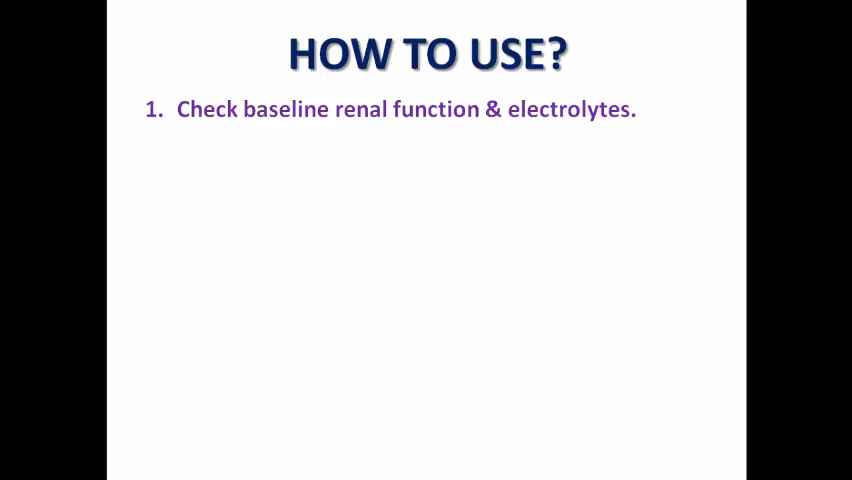 HOW TO USE?
1. Check baseline renal function & electrolytes.